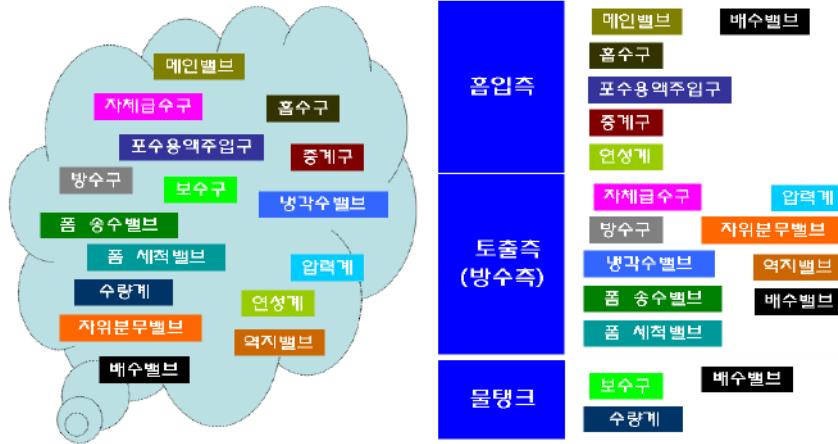 메인밸브
자체급수구
흡수구
포수용액주입구
중계구
방수구
보수구
냉각수밸브
폼 송수밸브
폼 세척밸브
압력계
수량계
연성계
자위분무밸브
역지밸브
배수밸브
흡입측
메인밸브 배수밸브
흡수구
포수용액주입구
중계구
연성계
토출측
(방수측)
자체급수구 압력계
방수구 자위분무밸브
냉각수밸브 역지밸브
폼 송수밸브 배수밸브
폼 세척밸브
물탱크
보수구 배수밸브
수량계